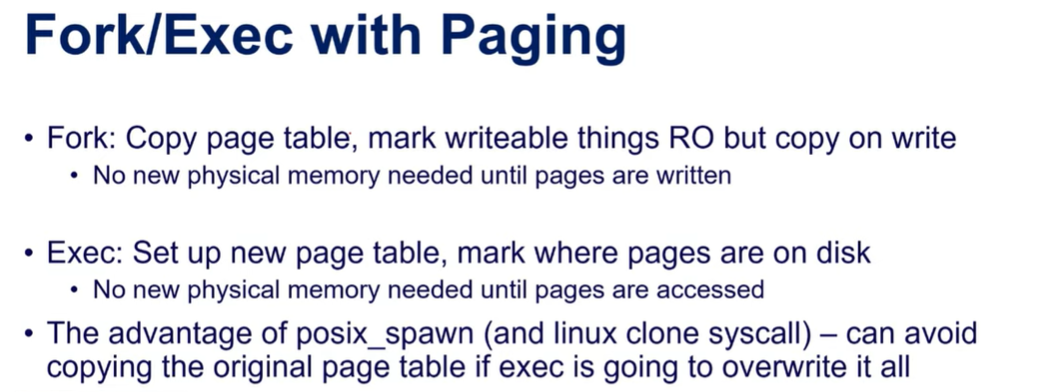 Fork/Exec with Paging
• Fork: Copy page table, mark writeable things RO but copy on write
• No new physical memory needed until pages are written
• Exec: Set up new page table, mark where pages are on disk
• No new physical memory needed until pages are accessed
• The advantage of posix_spawn (and linux clone syscall) – can avoid
copying the original page table if exec is going to overwrite it all